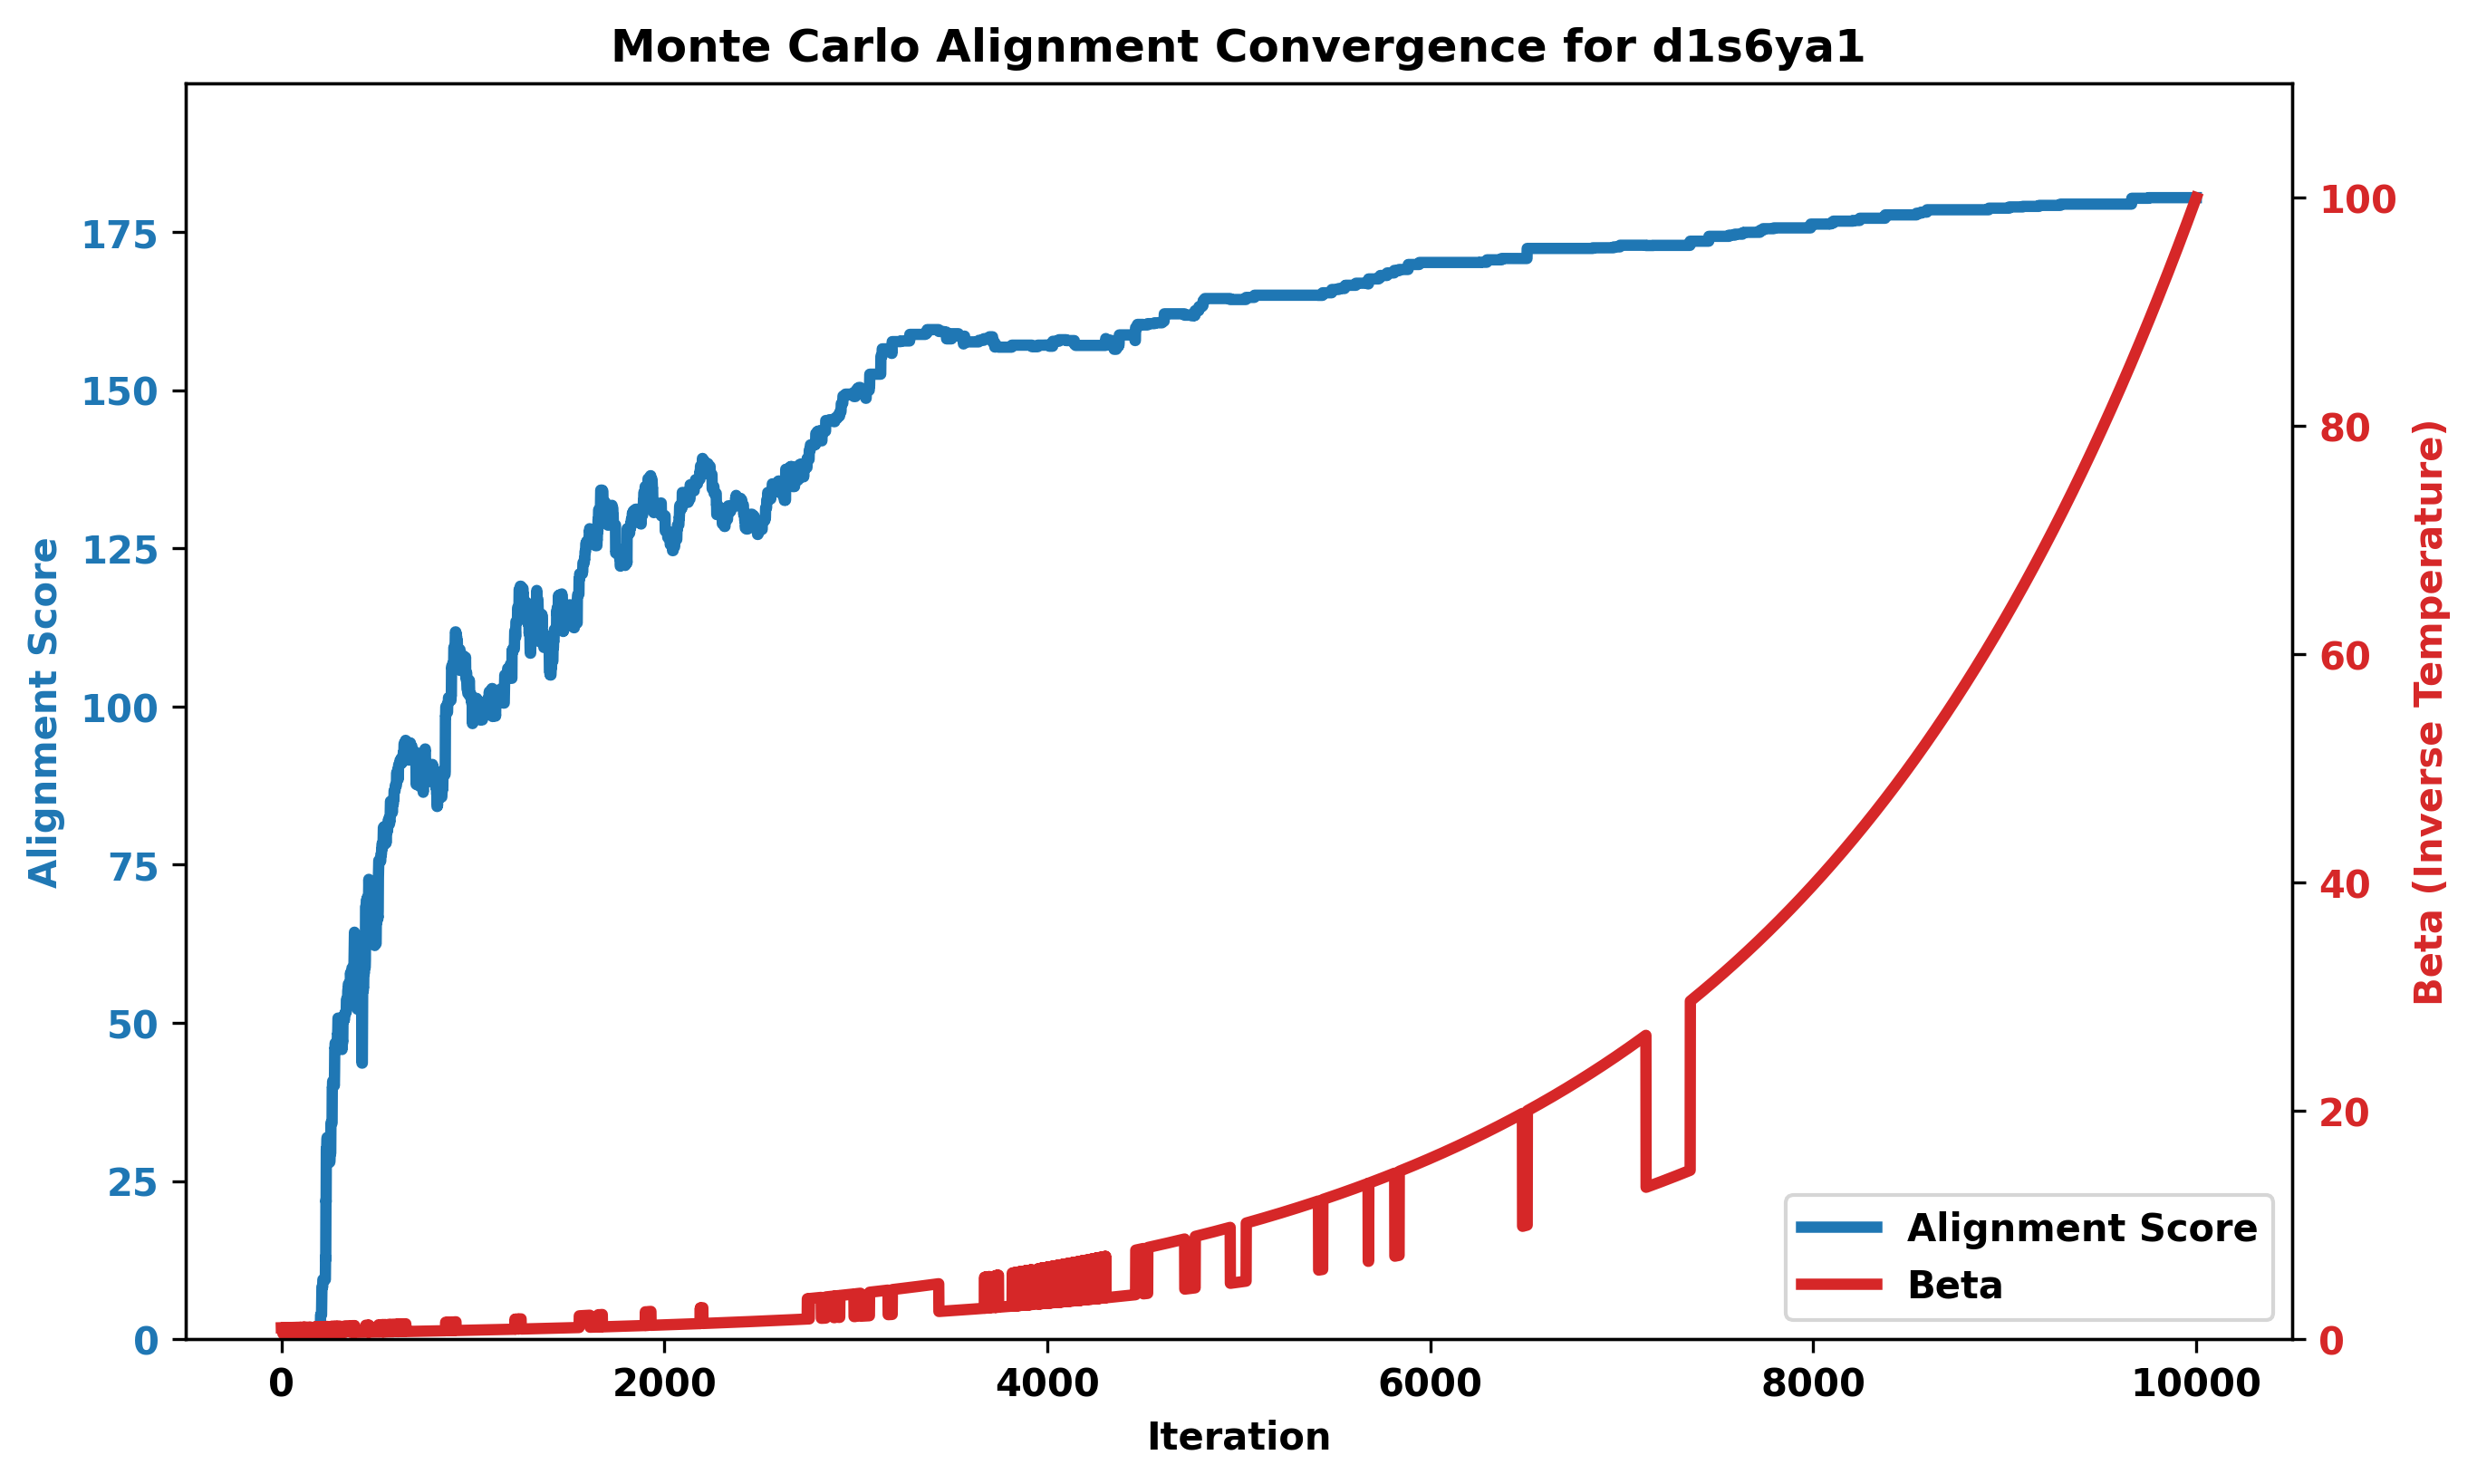 Monte Carlo Alignment Convergence for d1s6ya1
Alignment Score
175
150
125
100
75
50
25
0
100
80
60
40
20
0
Beta (Inverse Temperature)
Alignment Score
Beta
0 2000 4000 6000 8000 10000
Iteration